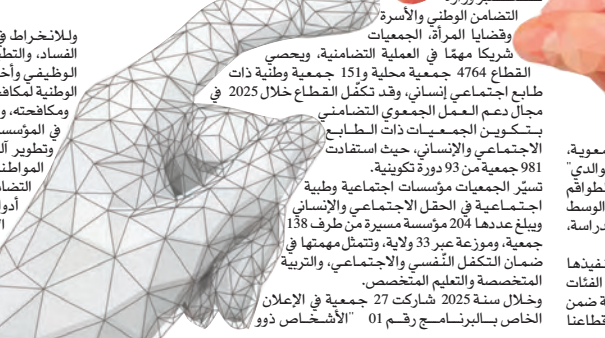 التضامن الوطني والأسرة
وقضايا المرأة، الجمعيات
شريكا مهمًا في العملية التضامنية، ويحصي
القطاع 4764 جمعية محلية و151 جمعية وطنية ذات
طابع اجتماعي إنساني، وقد تكفّل القطاع خلال 2025 في
مجال دعم العمل الجمعوي التضامني
بتكوين الجمعيات ذات الطابع
الاجتماعي والإنساني، حيث استفادت
981 جمعية من 93 دورة تكوينية.
تسيّر الجمعيات مؤسسات اجتماعية وطبية
اجتماعية في الحقل الاجتماعي والإنساني
ويبلغ عددها 204 مؤسسة مسيرة من طرف 138
جمعية، وموزعة عبر 33 ولاية، وتتمثل مهمتها في
ضمان التكفل النّفسي والاجتماعي، والتربية
المتخصصة والتعليم المتخصص.
وخلال سنة 2025 شاركت 27 جمعية في الإعلان
الخاص بالبرنامج رقم 01 "الأشخاص ذوو
وللانخراط في
الفساد، والتط
الوظيفي وأخ
الوطنية لمكاف
ومكافحته، و
في المؤسس
وتطوير آل
المواطن
التضا
أدوا
معوية،
والدي"
لطواقم
الوسط
دراسة،
نفيذها
الفئات
ة ضمن
قطاعنا